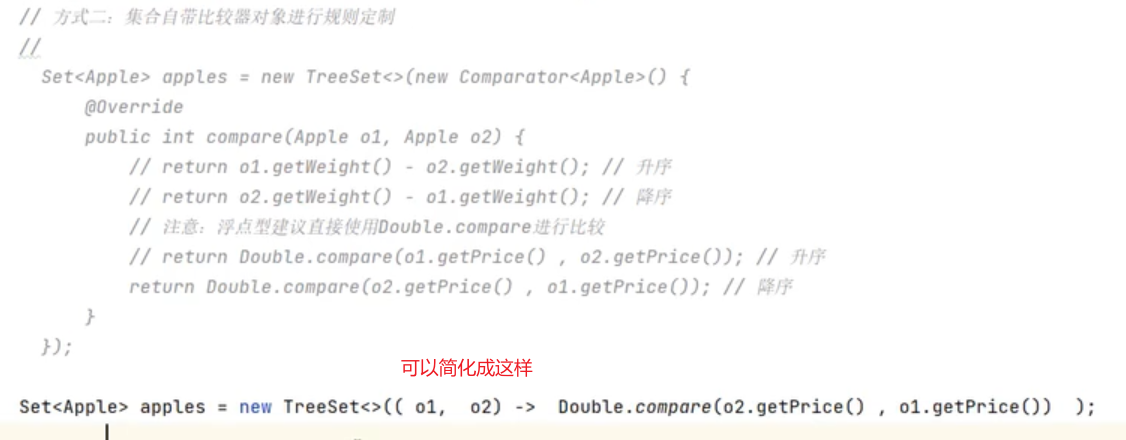 // 方式二：集合自带比较器对象进行规则定制
//
Set<Apple> apples = new TreeSet<>(new Comparator<Apple>() {
@Override
public int compare(Apple o1, Apple o2) {
// return o1.getWeight() - o2.getWeight(); // 升序
// return o2.getWeight() - o1.getWeight(); // 降序
// 注意：浮点型建议直接使用Double.compare进行比较
// return Double.compare(o1.getPrice() , o2.getPrice()); // 升序
return Double.compare(o2.getPrice() , o1.getPrice()); // 降序
}
});
可以简化成这样
Set<Apple> apples = new TreeSet<>(( o1,  o2) ->  Double.compare(o2.getPrice() , o1.getPrice())  );